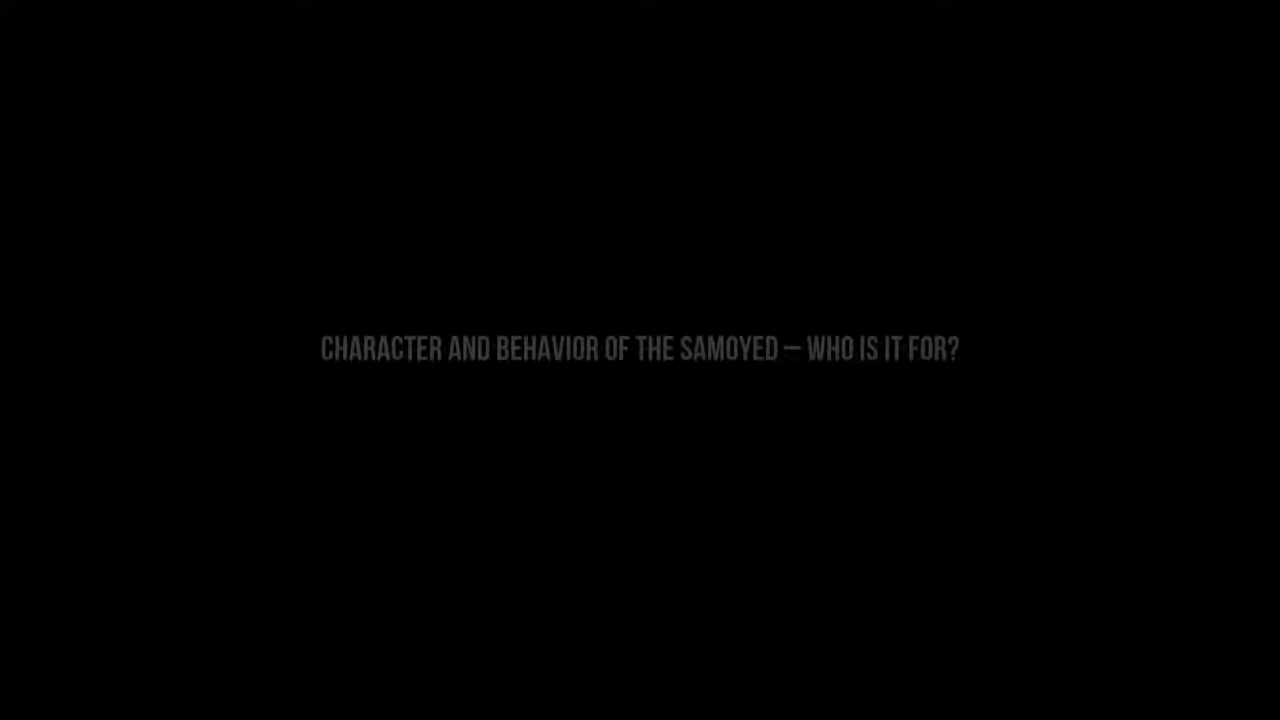 CHARACTER AND BEHAVIOR OF THE SAMOYED – WHO IS IT FOR?